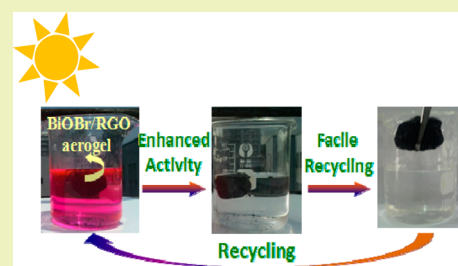 BiOBr/RGO
aerogel
Enhanced
Activity
Facile
Recycling
Recycling